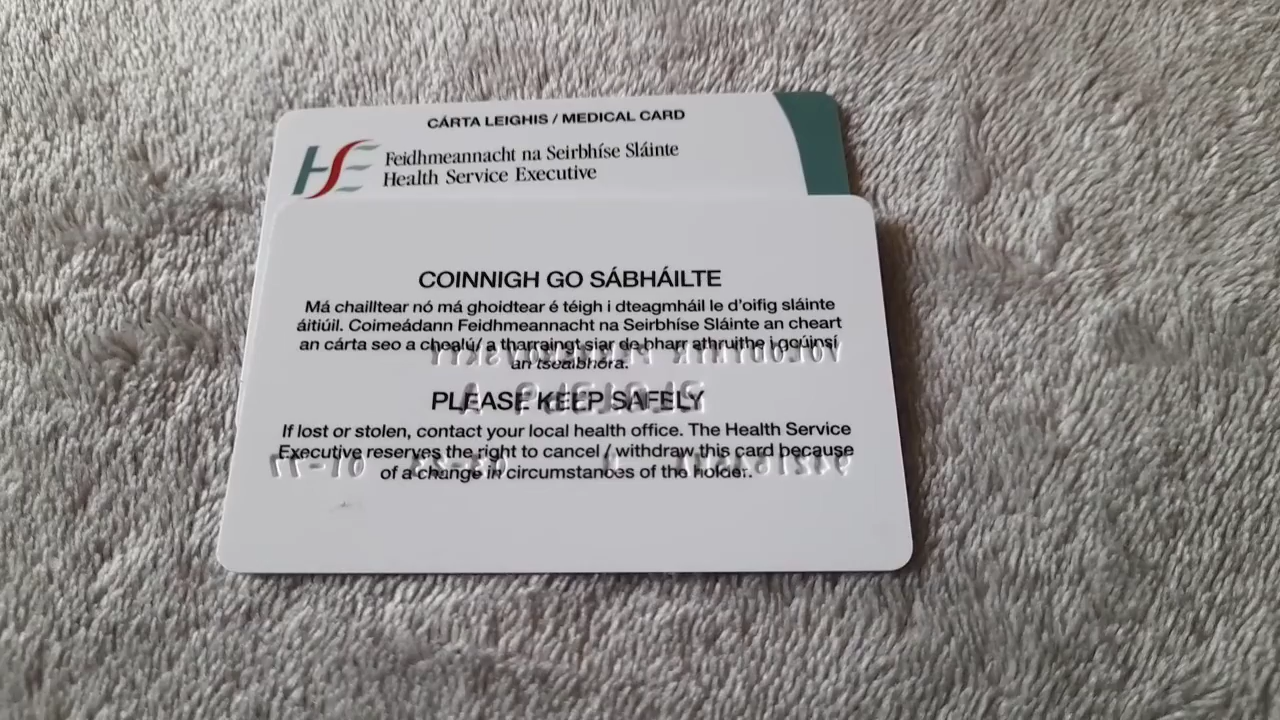 CÁRTA LEIGHIS / MEDICAL CARD
HSE
Feidhmeannacht na Seirbhíse Sláinte
Health Service Executive
COINNIGH GO SÁBHÁILTE
Má chailltear nó má ghoidtear é téigh i dteagmháil le d'oifig sláinte
áitiúil. Coimeádann Feidhmeannacht na Seirbhíse Sláinte an cheart
an cárta seo a chealú/ a tharraingt siar de bharr athruithe i gcúinsí
an tsealbhóra.
PLEASE KEEP SAFELY
If lost or stolen, contact your local health office. The Health Service
Executive reserves the right to cancel / withdraw this card because
of a change in circumstances of the holder.